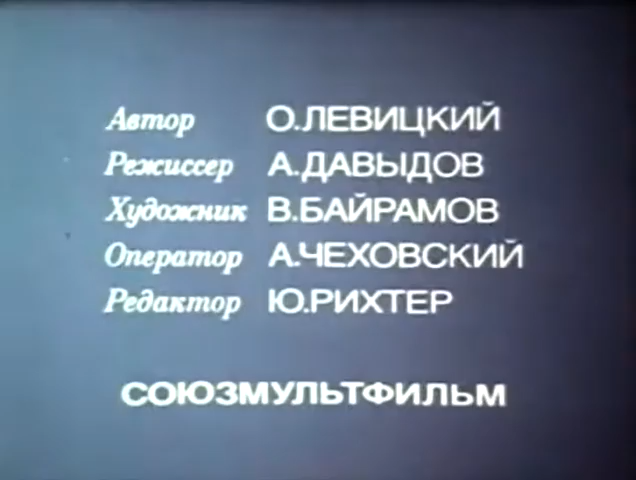 Автор О.ЛЕВИЦКИЙ
Режиссер А.ДАВЫДОВ
Художник В.БАЙРАМОВ
Оператор А.ЧЕХОВСКИЙ
Редактор Ю.РИХТЕР
СОЮЗМУЛЬТФИЛЬМ